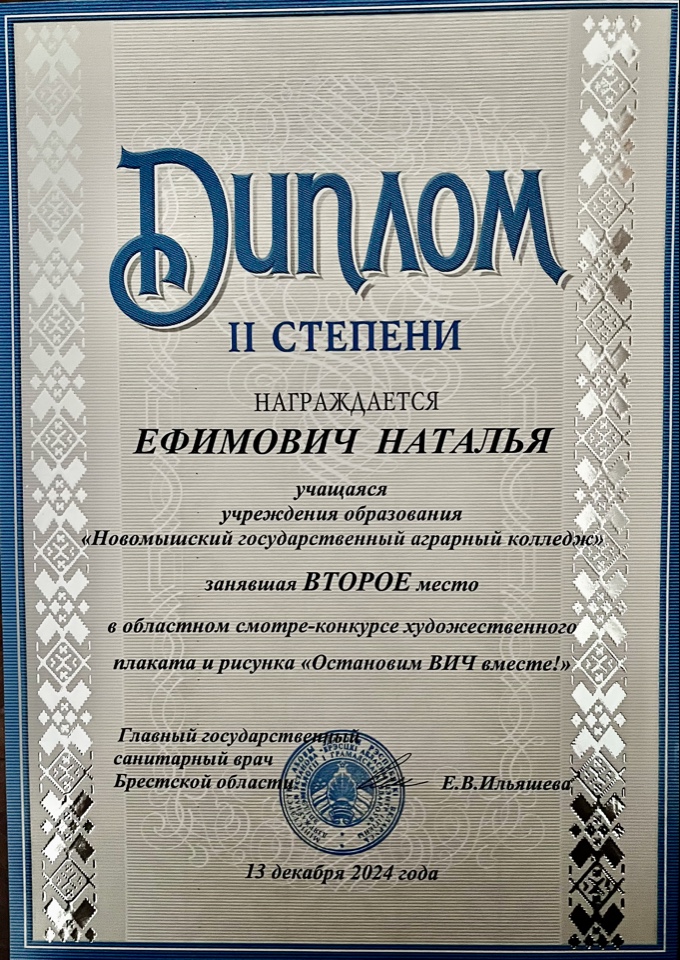 Диплом
II СТЕПЕНИ
НАГРАЖДАЕТСЯ
ЕФИМОВИЧ НАТАЛЬЯ
учащаяся
учреждения образования
«Новомышский государственный аграрный колледж»
занявшая ВТОРОЕ место
в областном смотре-конкурсе художественного
плаката и рисунка «Остановим ВИЧ вместе!»
Главный государственный
санитарный врач
Брестской области
Е.В.Ильяшева
13 декабря 2024 года